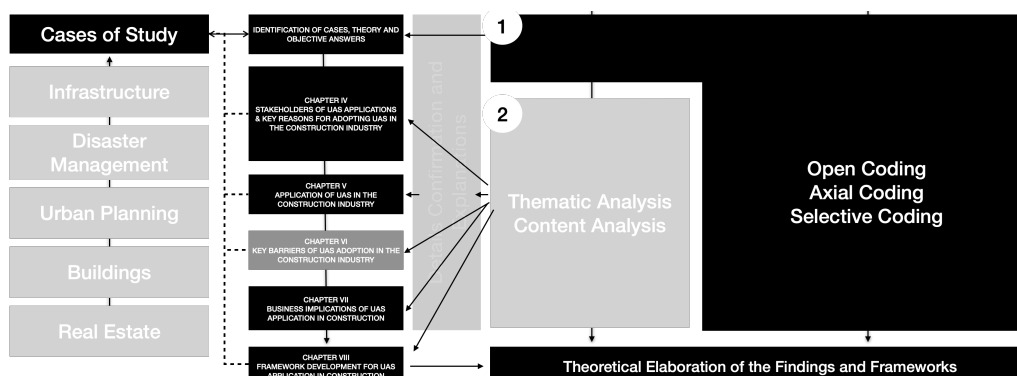 Cases of Study
Infrastructure
Disaster
Management
Urban Planning
Buildings
Real Estate
IDENTIFICATION OF CASES, THEORY AND
OBJECTIVE ANSWERS
CHAPTER IV
STAKEHOLDERS OF UAS APPLICATIONS
& KEY REASONS FOR ADOPTING UAS IN
THE CONSTRUCTION INDUSTRY
CHAPTER V
APPLICATION OF UAS IN THE
CONSTRUCTION INDUSTRY
CHAPTER VI
KEY BARRIERS OF UAS ADOPTION IN THE
CONSTRUCTION INDUSTRY
CHAPTER VII
BUSINESS IMPLICATIONS OF UAS
APPLICATION IN CONSTRUCTION
CHAPTER VIII
FRAMEWORK DEVELOPMENT FOR UAS
APPLICATION IN CONSTRUCTION
Confirmation and
1
2
Thematic Analysis
Content Analysis
Open Coding
Axial Coding
Selective Coding
Theoretical Elaboration of the Findings and Frameworks